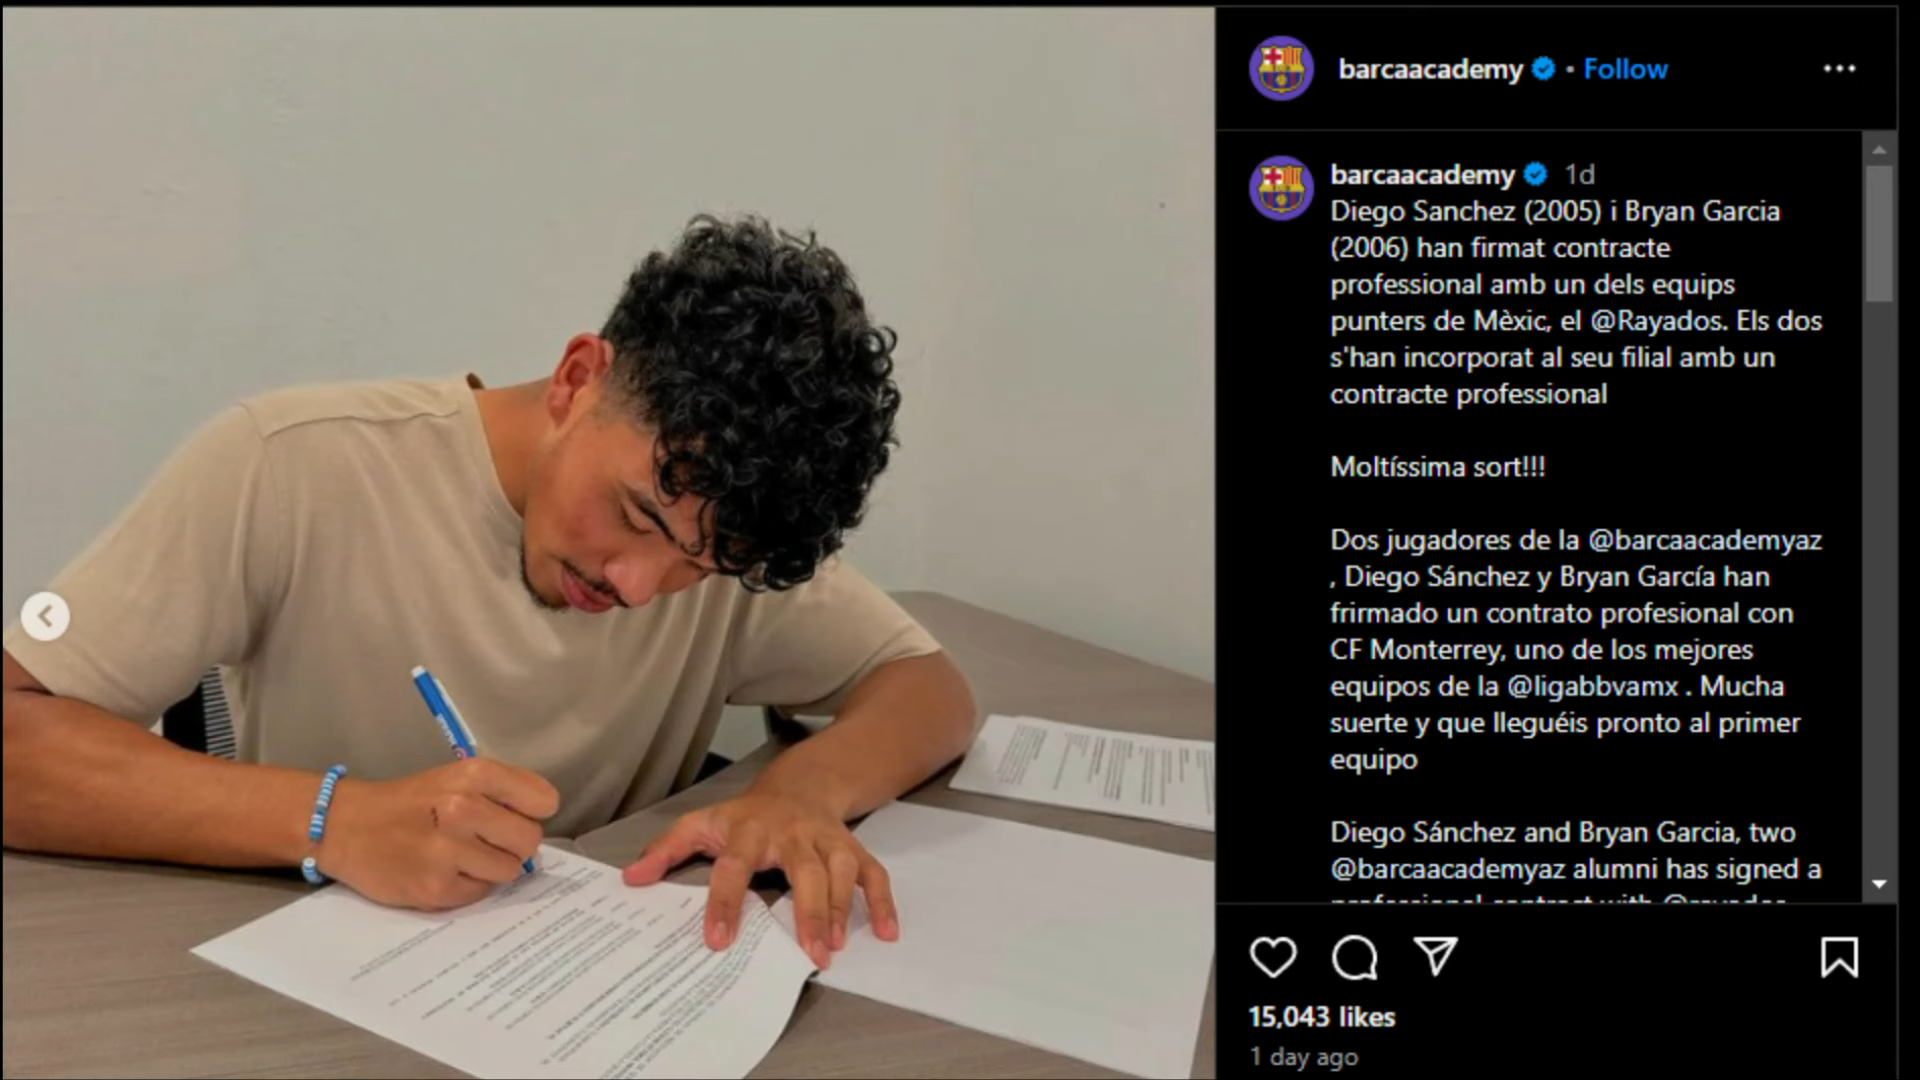 barcaacademy • Follow
barcaacademy 1d
Diego Sanchez (2005) i Bryan Garcia
(2006) han firmat contracte
professional amb un dels equips
punters de Mèxic, el @Rayados. Els dos
s'han incorporat al seu filial amb un
contracte professional
Moltíssima sort!!!
Dos jugadores de la @barcaacademyaz
, Diego Sánchez y Bryan García han
frirmado un contrato profesional con
CF Monterrey, uno de los mejores
equipos de la @ligabbvamx . Mucha
suerte y que lleguéis pronto al primer
equipo
Diego Sánchez and Bryan Garcia, two
@barcaacademyaz alumni has signed a
professional contract with @rayados
15,043 likes
1 day ago